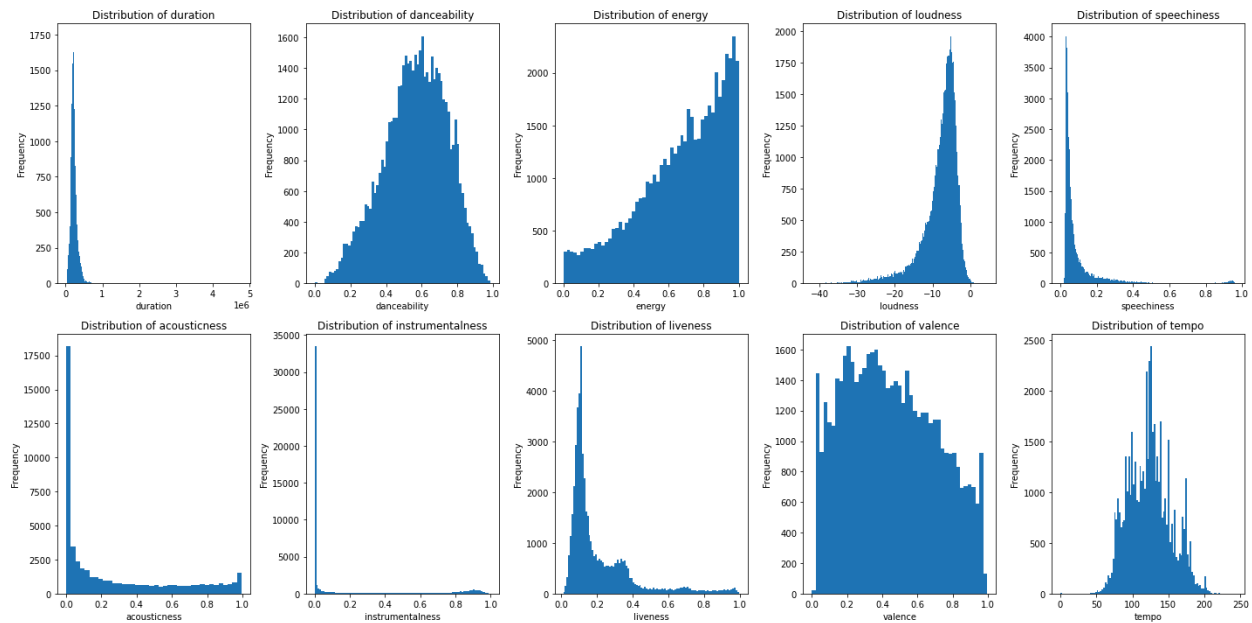 Distribution of duration
Frequency
1750
1500
1250
1000
750
500
250
0
0 1 2 3 4 5
1e6
duration
Distribution of danceability
Frequency
1600
1400
1200
1000
800
600
400
200
0
0.0 0.2 0.4 0.6 0.8 1.0
danceability
Distribution of energy
Frequency
2000
1500
1000
500
0
0.0 0.2 0.4 0.6 0.8 1.0
energy
Distribution of loudness
Frequency
2000
1750
1500
1250
1000
750
500
250
0
−40 −30 −20 −10 0
loudness
Distribution of speechiness
Frequency
4000
3500
3000
2500
2000
1500
1000
500
0
0.0 0.2 0.4 0.6 0.8 1.0
speechiness
Distribution of acousticness
Frequency
17500
15000
12500
10000
7500
5000
2500
0
0.0 0.2 0.4 0.6 0.8 1.0
acousticness
Distribution of instrumentalness
Frequency
35000
30000
25000
20000
15000
10000
5000
0
0.0 0.2 0.4 0.6 0.8 1.0
instrumentalness
Distribution of liveness
Frequency
5000
4000
3000
2000
1000
0
0.0 0.2 0.4 0.6 0.8 1.0
liveness
Distribution of valence
Frequency
1600
1400
1200
1000
800
600
400
200
0
0.0 0.2 0.4 0.6 0.8 1.0
valence
Distribution of tempo
Frequency
2500
2000
1500
1000
500
0
0 50 100 150 200 250
tempo